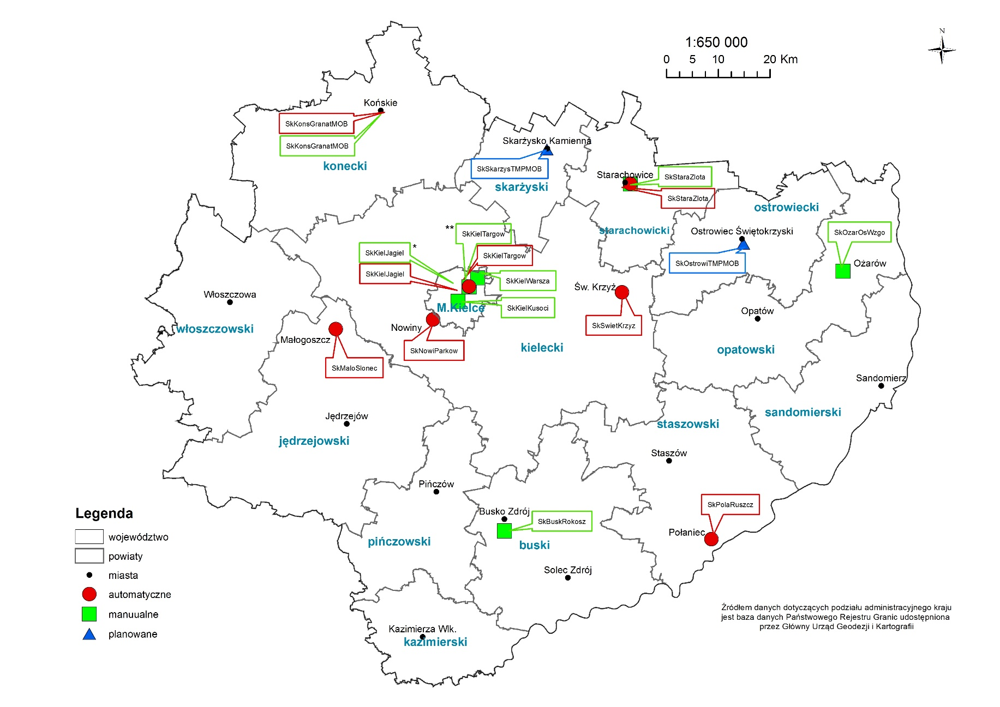 N
1:650 000
0 5 10 20 Km
Końskie
SkKonsGranatMOB
SkKonsGranatMOB
konecki
Skarżysko Kamienna
SkSkarzysTMPMOB
skarżyski
Starachowice
SkStaraZlota
SkStaraZlota
starachowicki
ostrowiecki
Ostrowiec Świętokrzyski
SkOstrowiTMPMOB
SkOzarOsWzgo
Ożarów
**
SkKielTargow
SkKielTargow
SkKielJagiel
*
SkKielJagiel
SkKielWarsza
SkKielKusoci
M.Kielce
Św. Krzyż
SkSwietKrzyz
Włoszczowa
włoszczowski
Małogoszcz
SkMaloSlonec
Nowiny
SkNowiParkow
kielecki
Opatów
opatowski
Sandomierz
sandomierski
Jędrzejów
jędrzejowski
staszowski
Staszów
Pińczów
pińczowski
Busko Zdrój
SkBuskRokosz
buski
Solec Zdrój
SkPolaRuszcz
Połaniec
Kazimierza Wlk.
kazimierski
Legenda
województwo
powiaty
miasta
automatyczne
manuualne
planowane
Źródłem danych dotyczących podziału administracyjnego kraju
jest baza danych Państwowego Rejestru Granic udostępniona
przez Główny Urząd Geodezji i Kartografii